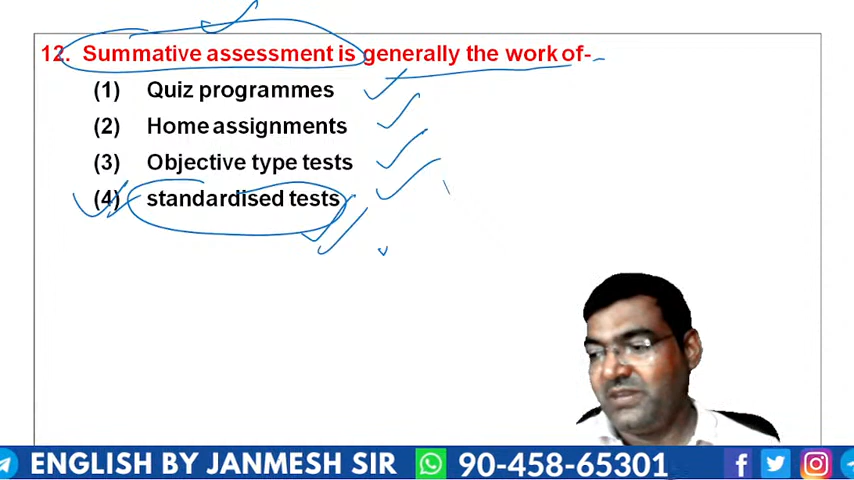 12. Summative assessment is generally the work of-
(1) Quiz programmes
(2) Home assignments
(3) Objective type tests
(4) standardised tests
ENGLISH BY JANMESH SIR 90-458-65301